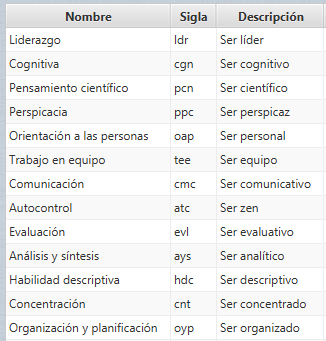 Nombre Sigla Descripción
Liderazgo ldr Ser líder
Cognitiva cgn Ser cognitivo
Pensamiento científico pcn Ser científico
Perspicacia ppc Ser perspicaz
Orientación a las personas oap Ser personal
Trabajo en equipo tee Ser equipo
Comunicación cmc Ser comunicativo
Autocontrol atc Ser zen
Evaluación evl Ser evaluativo
Análisis y síntesis ays Ser analítico
Habilidad descriptiva hdc Ser descriptivo
Concentración cnt Ser concentrado
Organización y planificación oyp Ser organizado